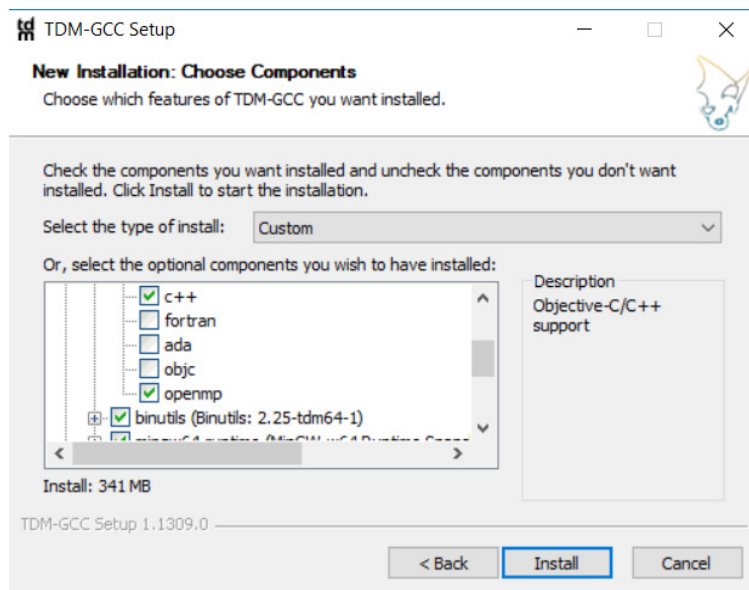 tdm TDM-GCC Setup
New Installation: Choose Components
Choose which features of TDM-GCC you want installed.
Check the components you want installed and uncheck the components you don't want
installed. Click Install to start the installation.
Select the type of install: Custom
Or, select the optional components you wish to have installed:
c++
fortran
ada
objc
openmp
binutils (Binutils: 2.25-tdm64-1)
Description
Objective-C/C++
support
Install: 341 MB
TDM-GCC Setup 1.1309.0
< Back
Install
Cancel